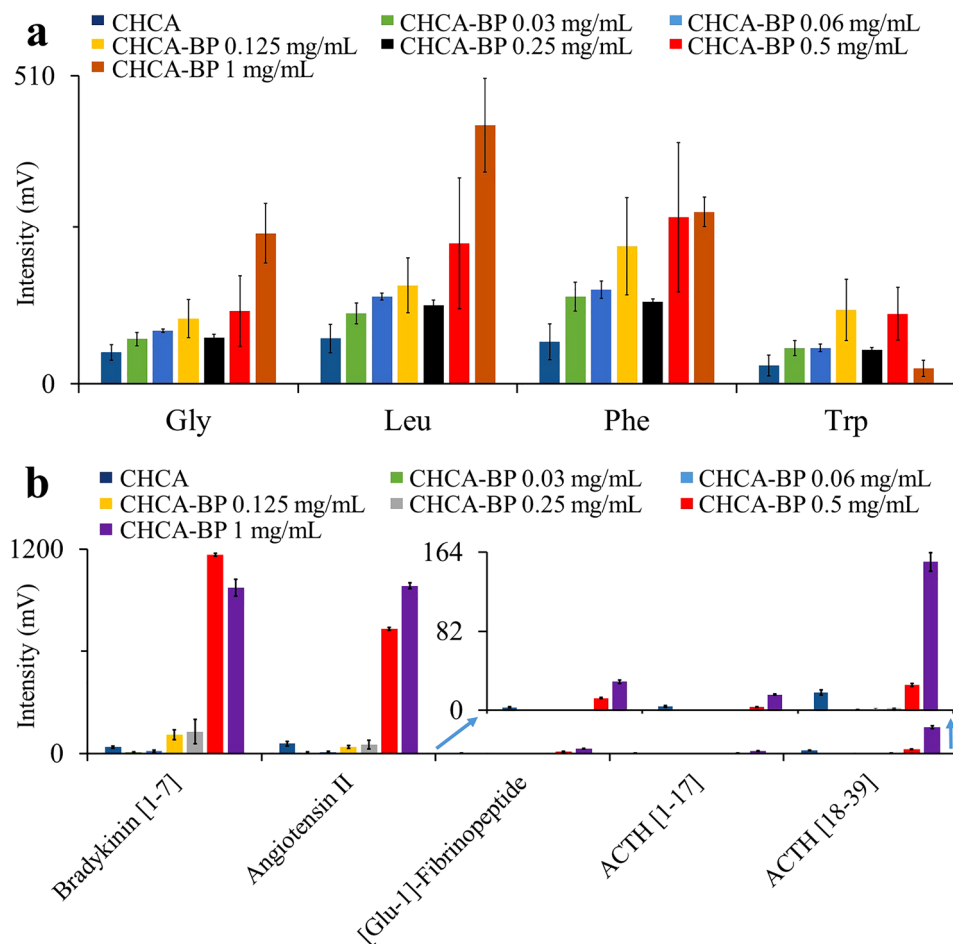 a
CHCA CHCA-BP 0.03 mg/mL CHCA-BP 0.06 mg/mL
CHCA-BP 0.125 mg/mL CHCA-BP 0.25 mg/mL CHCA-BP 0.5 mg/mL
CHCA-BP 1 mg/mL
510
Intensity (mV)
0
Gly Leu Phe Trp
b
CHCA CHCA-BP 0.03 mg/mL CHCA-BP 0.06 mg/mL
CHCA-BP 0.125 mg/mL CHCA-BP 0.25 mg/mL CHCA-BP 0.5 mg/mL
CHCA-BP 1 mg/mL
1200
Intensity (mV)
0
164
82
0
Bradykinin [1-7]
Angiotensin II
[Glu-1]-Fibrinopeptide
ACTH [1-17]
ACTH [18-39]